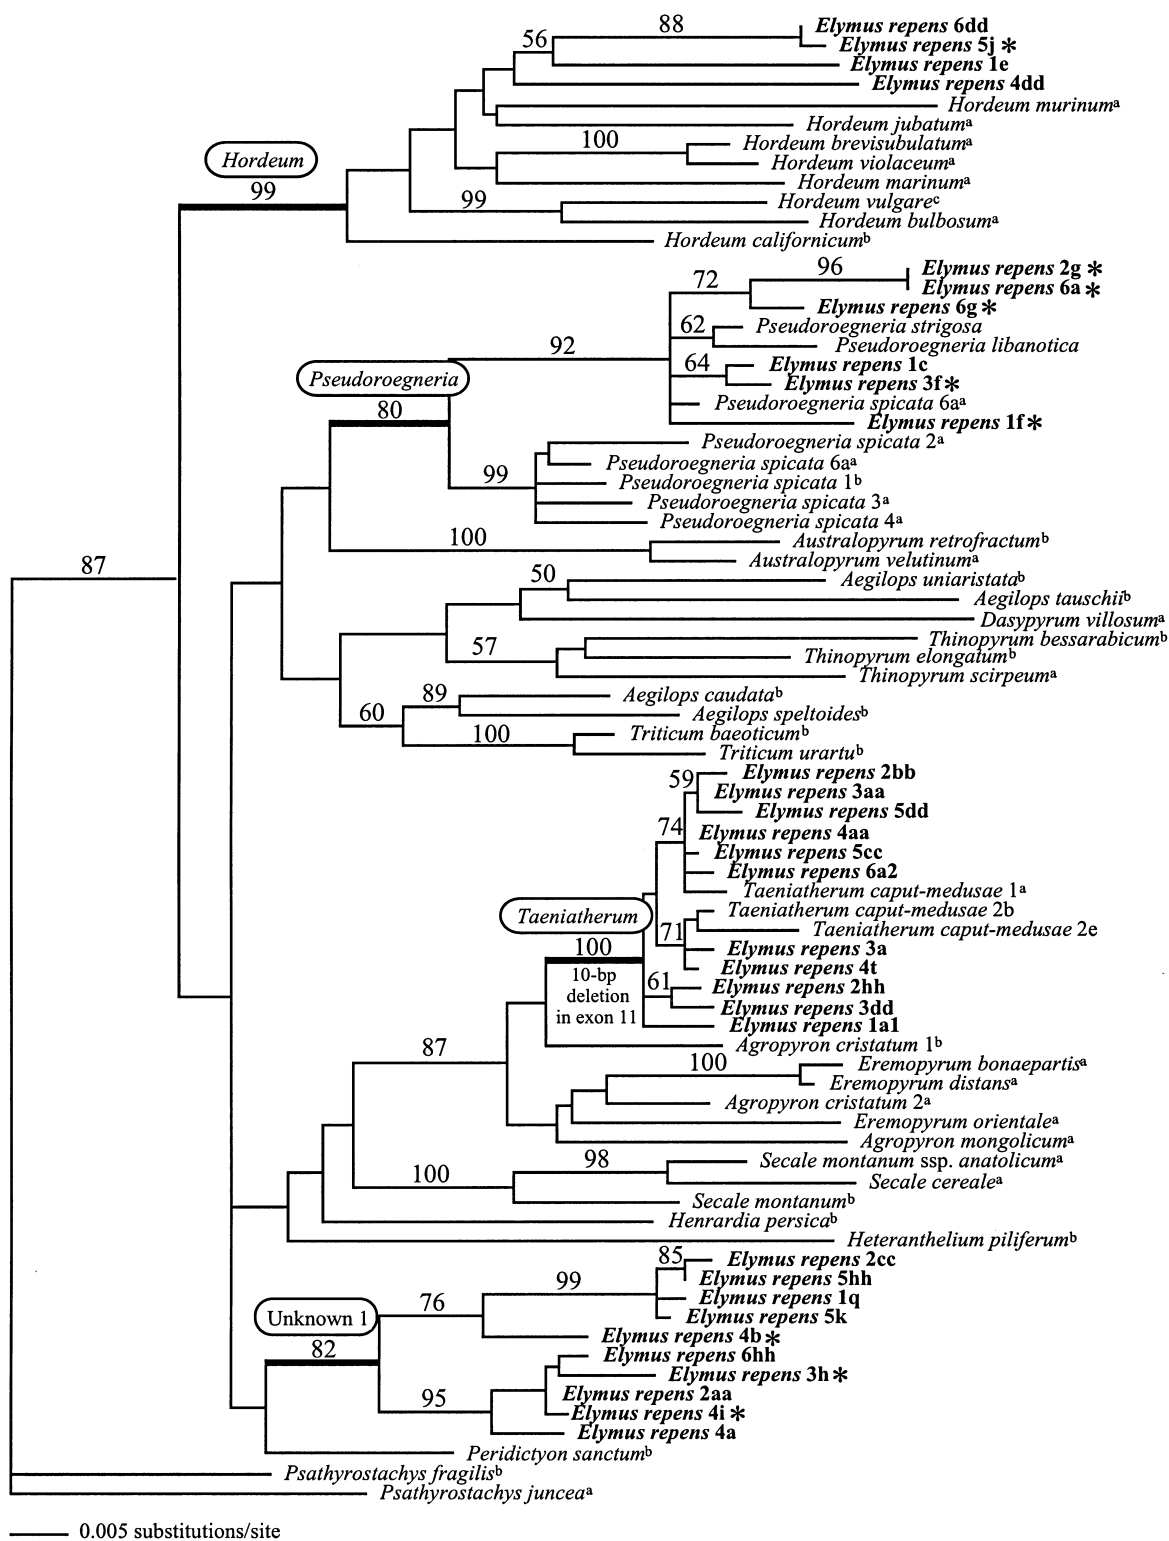 88
Elymus repens 6dd
56
Elymus repens 5j *
Elymus repens 1e
Elymus repens 4dd
Hordeum murinumᵃ
Hordeum jubatumᵃ
100
Hordeum brevisubulatumᵃ
Hordeum
Hordeum violaceumᵃ
Hordeum marinumᵃ
99
99
Hordeum vulgareᶜ
Hordeum bulbosumᵃ
Hordeum californicumᵇ
96
Elymus repens 2g *
72
Elymus repens 6a *
Elymus repens 6g *
62
Pseudoroegneria strigosa
92
Pseudoroegneria libanotica
64
Elymus repens 1c
Pseudoroegneria
Elymus repens 3f *
80
Pseudoroegneria spicata 6aᵃ
Elymus repens 1f *
Pseudoroegneria spicata 2ᵃ
99
Pseudoroegneria spicata 6aᵃ
Pseudoroegneria spicata 1ᵇ
Pseudoroegneria spicata 3ᵃ
Pseudoroegneria spicata 4ᵃ
100
Australopyrum retrofractumᵇ
Australopyrum velutinumᵃ
87
50
Aegilops uniaristataᵇ
Aegilops tauschiiᵇ
Dasypyrum villosumᵃ
57
Thinopyrum bessarabicumᵇ
Thinopyrum elongatumᵇ
Thinopyrum scirpeumᵃ
89
Aegilops caudataᵇ
60
Aegilops speltoidesᵇ
100
Triticum baeoticumᵇ
Triticum urartuᵇ
59
Elymus repens 2bb
Elymus repens 3aa
Elymus repens 5dd
74
Elymus repens 4aa
Elymus repens 5cc
Elymus repens 6a2
Taeniatherum caput-medusae 1ᵃ
Taeniatherum
Taeniatherum caput-medusae 2b
71
Taeniatherum caput-medusae 2e
100
Elymus repens 3a
10-bp
deletion
in exon 11
Elymus repens 4t
61
Elymus repens 2hh
Elymus repens 3dd
Elymus repens 1a1
87
Agropyron cristatum 1ᵇ
100
Eremopyrum bonaepartisᵃ
Eremopyrum distansᵃ
Agropyron cristatum 2ᵃ
Eremopyrum orientaleᵃ
Agropyron mongolicumᵃ
98
Secale montanum ssp. anatolicumᵃ
100
Secale cerealeᵃ
Secale montanumᵇ
Henrardia persicaᵇ
Heteranthelium piliferumᵇ
85
Elymus repens 2cc
99
Elymus repens 5hh
76
Elymus repens 1q
Unknown 1
Elymus repens 5k
Elymus repens 4b *
82
Elymus repens 6hh
Elymus repens 3h *
95
Elymus repens 2aa
Elymus repens 4i *
Elymus repens 4a
Peridictyon sanctumᵇ
Psathyrostachys fragilisᵇ
Psathyrostachys junceaᵃ
0.005 substitutions/site